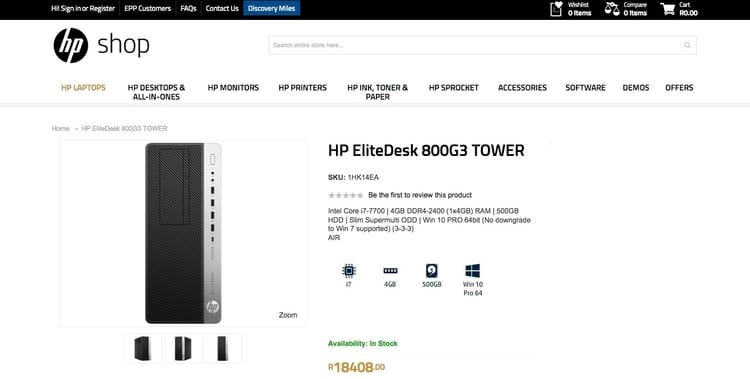 Hi! Sign in or Register EPP Customers FAQs Contact Us Discovery Miles Wishlist 0 Items Compare 0 Items Cart R0.00
hp shop
Search entire store here...
HP LAPTOPS HP DESKTOPS & ALL-IN-ONES HP MONITORS HP PRINTERS HP INK, TONER & PAPER HP SPROCKET ACCESSORIES SOFTWARE DEMOS OFFERS
Home » HP EliteDesk 800G3 TOWER
HP EliteDesk 800G3 TOWER
SKU: 1HK14EA
Be the first to review this product
Intel Core i7-7700 | 4GB DDR4-2400 (1x4GB) RAM | 500GB
HDD | Slim Supermulti ODD | Win 10 PRO 64bit (No downgrade
to Win 7 supported) (3-3-3)
AIR
i7 4GB 500GB Win 10
Pro 64
hp
Zoom
Availability: In Stock
R18408.00